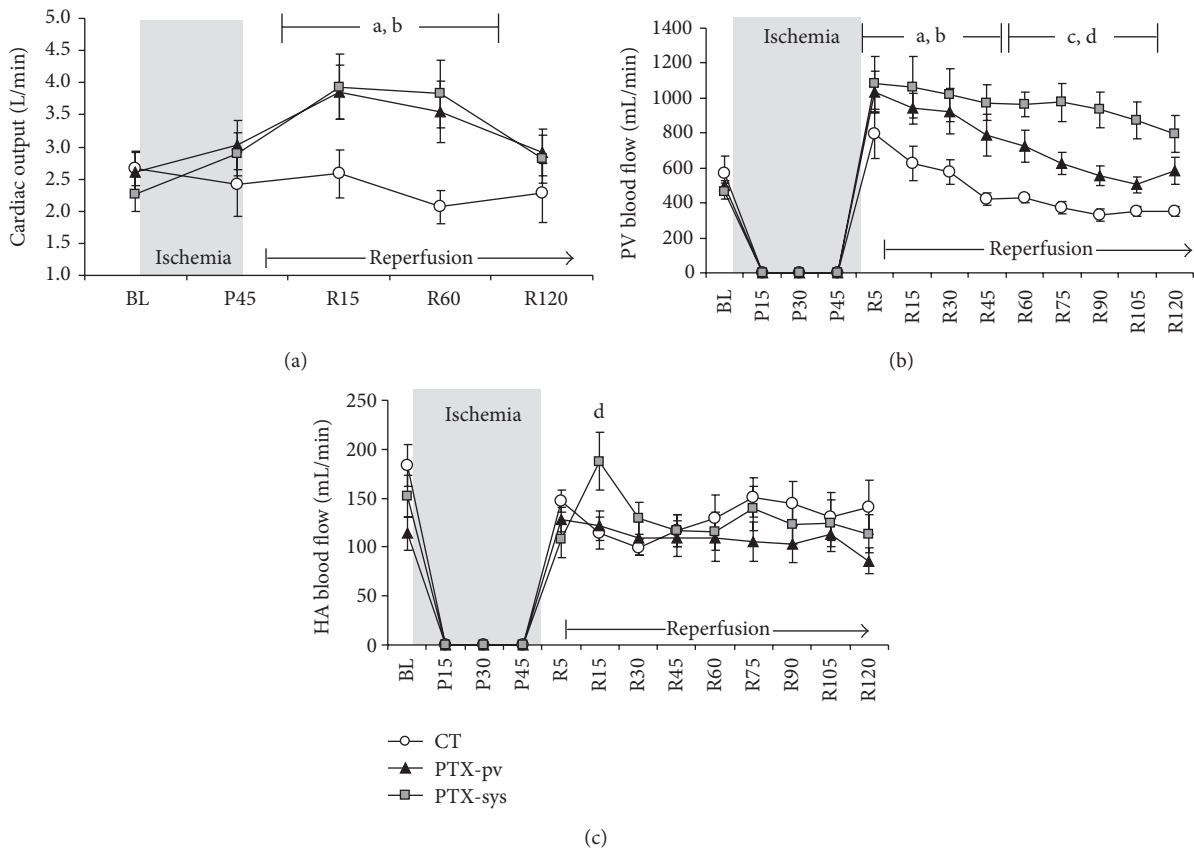 5.0
4.5
4.0
3.5
3.0
2.5
2.0
1.5
1.0
Cardiac output (L/min)
a, b
Ischemia
Reperfusion
BL P45 R15 R60 R120
(a)
1400
1200
1000
800
600
400
200
0
PV blood flow (mL/min)
Ischemia
a, b
c, d
Reperfusion
BL P15 P30 P45 R5 R15 R30 R45 R60 R75 R90 R105 R120
(b)
250
200
150
100
50
0
HA blood flow (mL/min)
Ischemia
d
Reperfusion
BL P15 P30 P45 R5 R15 R30 R45 R60 R75 R90 R105 R120
CT
PTX-pv
PTX-sys
(c)